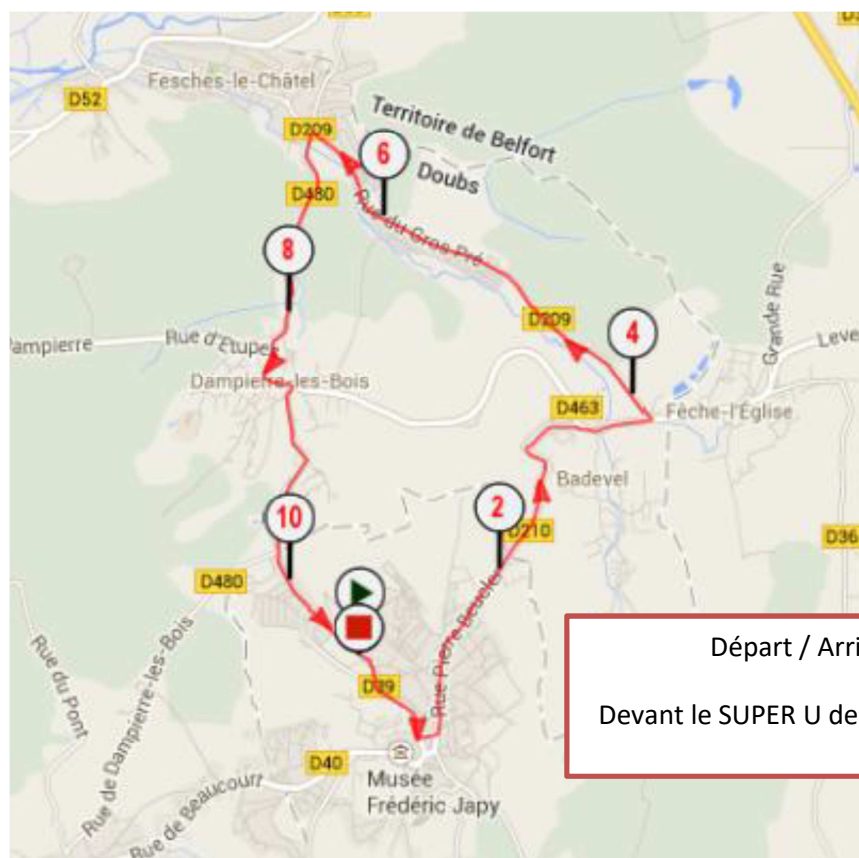 Fesches-le-Châtel
D52
D209
Territoire de Belfort
6
Doubs
D480
Rue du Gros Pré
8
Grande Rue
D209
4
Pampierre
Rue d'Etupes
Leve
Dampierre-les-Bois
D463
Fêche-l'Église
Badevel
2
10
D210
D36
D480
Rue Pierre Beucle
Rue de Dampierre-les-Bois
Rue du Pont
D39
Départ / Arri
Devant le SUPER U de
D40
Musée
Frédéric Japy
Rue de Beaucourt